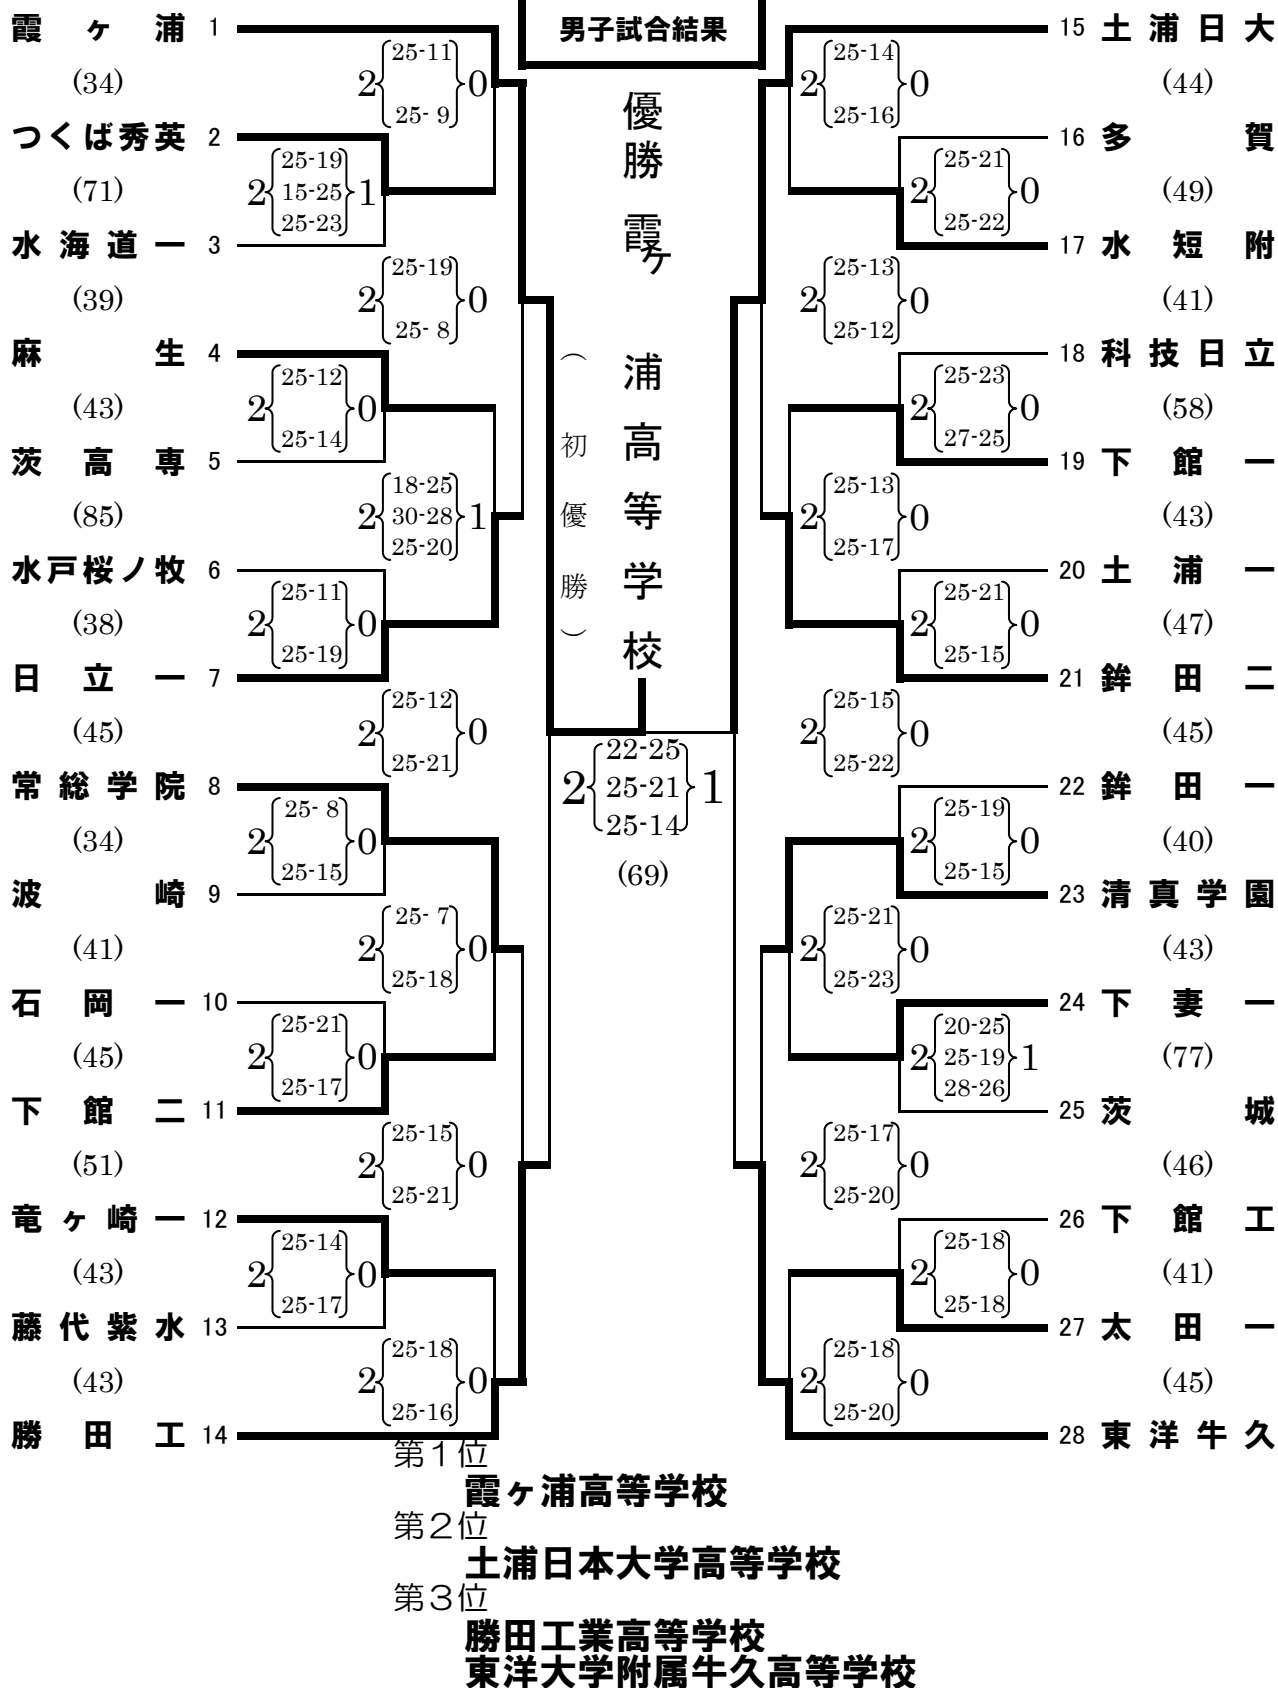 男子試合結果
優勝 霞ヶ浦高等学校
（初優勝）
霞ヶ浦 1
(34)
つくば秀英 2
(71)
水海道一 3
(39)
麻生 4
(43)
茨高専 5
(85)
水戸桜ノ牧 6
(38)
日立一 7
(45)
常総学院 8
(34)
波崎 9
(41)
石岡一 10
(45)
下館二 11
(51)
竜ヶ崎一 12
(43)
藤代紫水 13
(43)
勝田工 14
2 25-19 15-25 25-23 1
2 25-12 25-14 0
2 25-11 25-19 0
2 25- 8 25-15 0
2 25-21 25-17 0
2 25-14 25-17 0
2 25-11 25- 9 0
2 25-19 25- 8 0
2 18-25 30-28 25-20 1
2 25-12 25-21 0
2 25- 7 25-18 0
2 25-15 25-21 0
2 25-18 25-16 0
2 22-25 25-21 25-14 1
(69)
2 25-14 25-16 0
2 25-13 25-12 0
2 25-13 25-17 0
2 25-15 25-22 0
2 25-21 25-23 0
2 25-17 25-20 0
2 25-18 25-20 0
2 25-21 25-22 0
2 25-23 27-25 0
2 25-21 25-15 0
2 25-19 25-15 0
2 20-25 25-19 28-26 1
2 25-18 25-18 0
15 土浦日大
(44)
16 多賀
(49)
17 水短附
(41)
18 科技日立
(58)
19 下館一
(43)
20 土浦一
(47)
21 鉾田二
(45)
22 鉾田一
(40)
23 清真学園
(43)
24 下妻一
(77)
25 茨城
(46)
26 下館工
(41)
27 太田一
(45)
28 東洋牛久
第１位
霞ヶ浦高等学校
第２位
土浦日本大学高等学校
第３位
勝田工業高等学校
東洋大学附属牛久高等学校